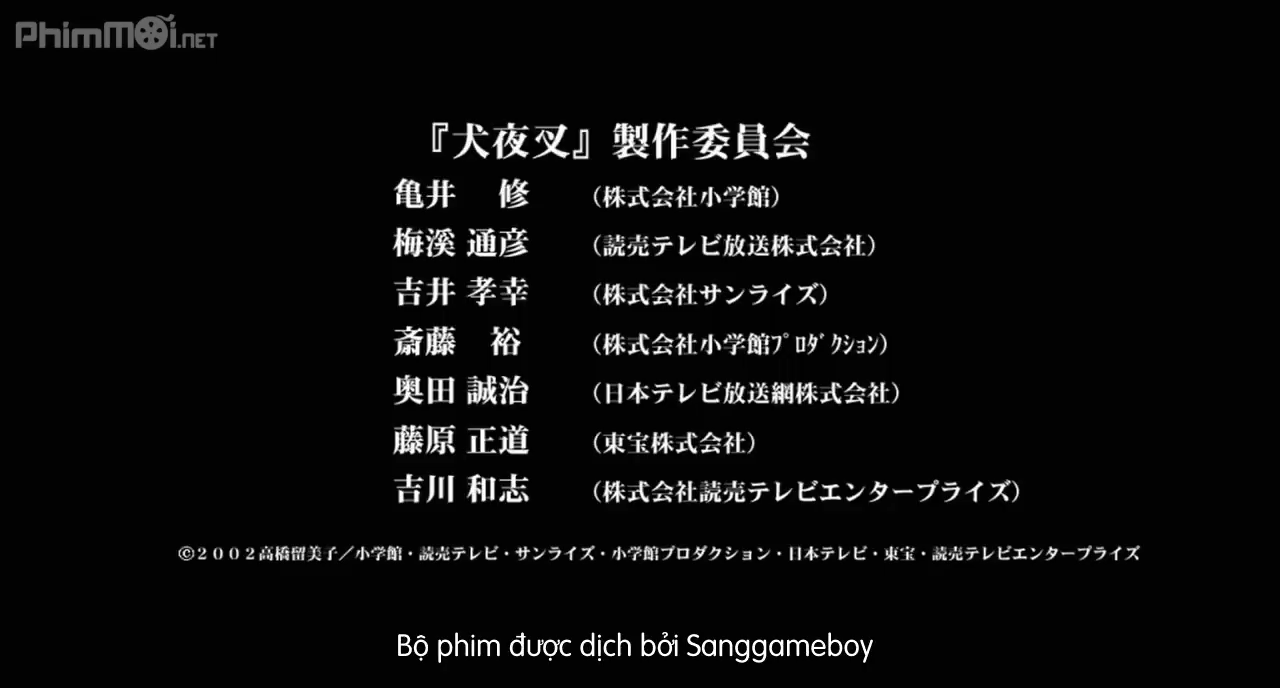 PhimMới.NET
『犬夜叉』製作委員会
亀井　修　（株式会社小学館）
梅溪 通彦　（読売テレビ放送株式会社）
吉井 孝幸　（株式会社サンライズ）
斎藤　裕　（株式会社小学館ﾌﾟﾛﾀﾞｸｼｮﾝ）
奥田 誠治　（日本テレビ放送網株式会社）
藤原 正道　（東宝株式会社）
吉川 和志　（株式会社読売テレビエンタープライズ）
©２００２高橋留美子／小学館・読売テレビ・サンライズ・小学館プロダクション・日本テレビ・東宝・読売テレビエンタープライズ
Bộ phim được dịch bởi Sanggameboy